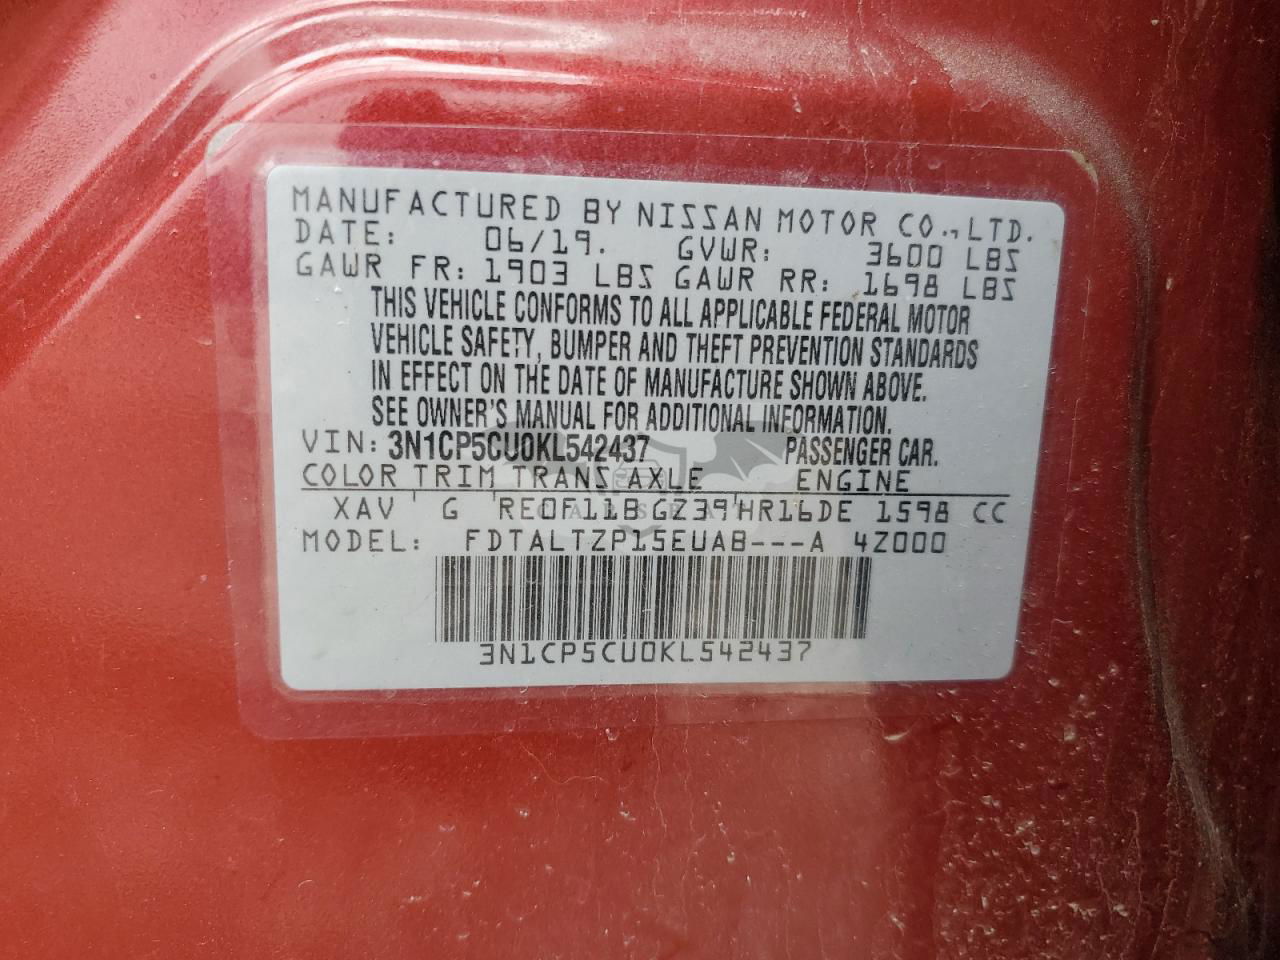 MANUFACTURED BY NISSAN MOTOR CO., LTD.
DATE: 06/19. GVWR: 3600 LBS
GAWR FR: 1903 LBS GAWR RR: 1698 LBS
THIS VEHICLE CONFORMS TO ALL APPLICABLE FEDERAL MOTOR
VEHICLE SAFETY, BUMPER AND THEFT PREVENTION STANDARDS
IN EFFECT ON THE DATE OF MANUFACTURE SHOWN ABOVE.
SEE OWNER'S MANUAL FOR ADDITIONAL INFORMATION.
VIN: 3N1CP5CU0KL542437 PASSENGER CAR.
COLOR TRIM TRANS AXLE ENGINE
XAV G RE0F11B GZ39 HR16DE 1598 CC
MODEL: FDTALTZP15EUAB---A 4Z000
3N1CP5CU0KL542437